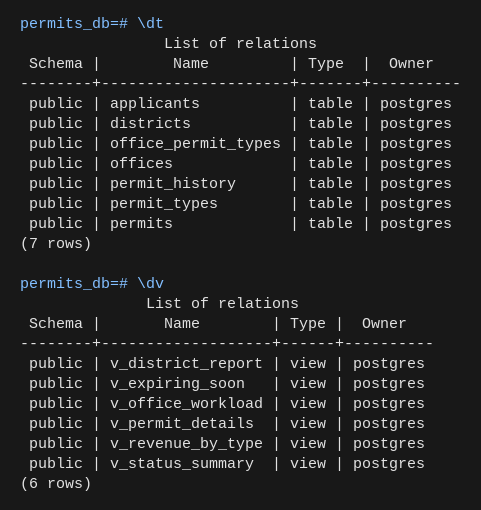 permits_db=# \dt
                List of relations
 Schema |        Name         | Type  |  Owner
--------+---------------------+-------+----------
 public | applicants          | table | postgres
 public | districts           | table | postgres
 public | office_permit_types | table | postgres
 public | offices             | table | postgres
 public | permit_history      | table | postgres
 public | permit_types        | table | postgres
 public | permits             | table | postgres
(7 rows)

permits_db=# \dv
              List of relations
 Schema |       Name        | Type |  Owner
--------+-------------------+------+----------
 public | v_district_report | view | postgres
 public | v_expiring_soon   | view | postgres
 public | v_office_workload | view | postgres
 public | v_permit_details  | view | postgres
 public | v_revenue_by_type | view | postgres
 public | v_status_summary  | view | postgres
(6 rows)